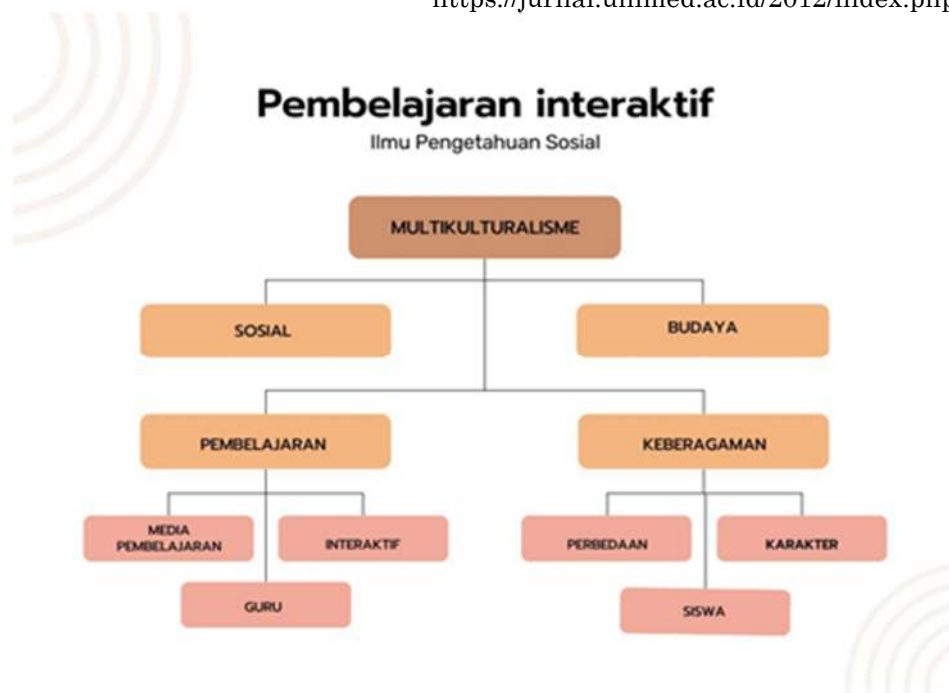 Pembelajaran interaktif
Ilmu Pengetahuan Sosial
MULTIKULTURALISME
SOSIAL
BUDAYA
PEMBELAJARAN
KEBERAGAMAN
MEDIA
PEMBELAJARAN
INTERAKTIF
PERBEDAAN
KARAKTER
GURU
SISWA